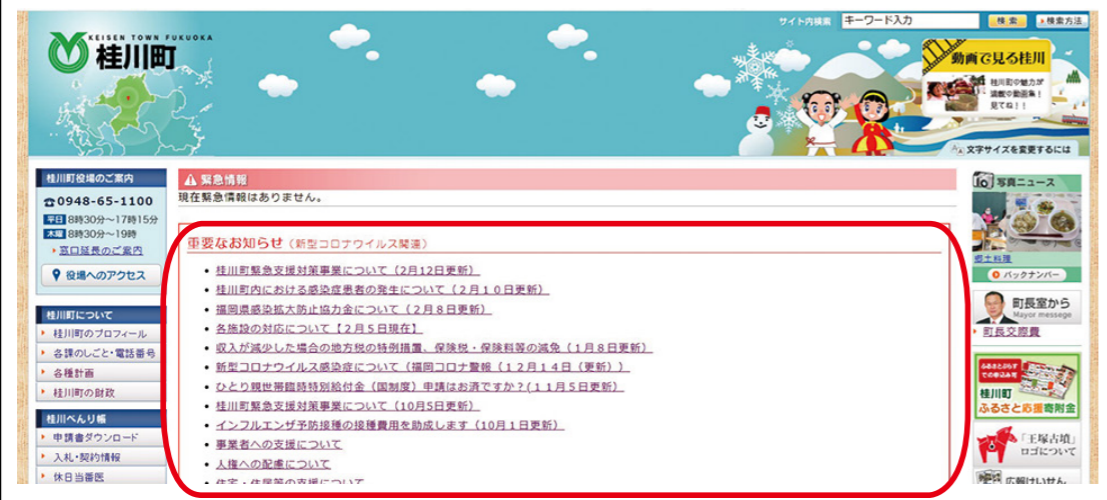 サイト内検索 キーワード入力 検索 検索方法
KEISEN TOWN FUKUOKA
桂川町
動画で見る桂川
桂川町の魅力が
満載の動画集!
見てね!!
文字サイズを変更するには
桂川町役場のご案内
☎0948-65-1100
平日 8時30分～17時15分
木曜 8時30分～19時
窓口延長のご案内
役場へのアクセス
桂川町について
桂川町のプロフィール
各課のしごと・電話番号
各種計画
桂川町の財政
桂川べんり帳
申請書ダウンロード
入札・契約情報
休日当番医
緊急情報
現在緊急情報はありません。
重要なお知らせ（新型コロナウイルス関連）
• 桂川町緊急支援対策事業について（2月12日更新）
• 桂川町内における感染症患者の発生について（２月１０日更新）
• 福岡県感染拡大防止協力金について（２月８日更新）
• 各施設の対応について【２月５日現在】
• 収入が減少した場合の地方税の特例措置、保険税・保険料等の減免（１月８日更新）
• 新型コロナウイルス感染症について（福岡コロナ警報（１２月１４日（更新））
• ひとり親世帯臨時特別給付金（国制度）申請はお済ですか？(１１月５日更新）
• 桂川町緊急支援対策事業について（10月5日更新）
• インフルエンザ予防接種の接種費用を助成します（10月１日更新）
• 事業者への支援について
• 人権への配慮について
• 住宅・住居等の支援について
写真ニュース
郷土料理
バックナンバー
町長室から
Mayor messege
町長交際費
ふるさとらずで
での申込み可
桂川町
ふるさと応援寄附金
「王塚古墳」
ロゴについて
広報けいせん